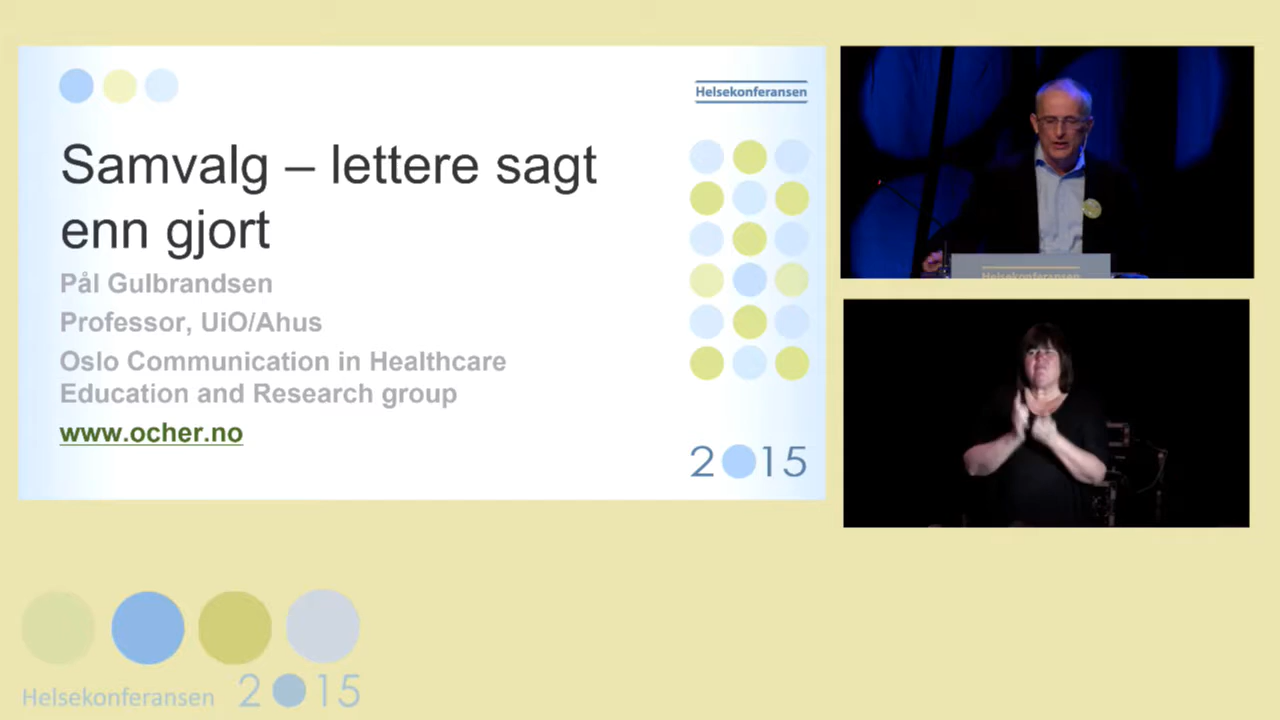 Helsekonferansen
Samvalg – lettere sagt
enn gjort
Pål Gulbrandsen
Professor, UiO/Ahus
Oslo Communication in Healthcare
Education and Research group
www.ocher.no
2015
Helsekonferansen
Helsekonferansen 2015